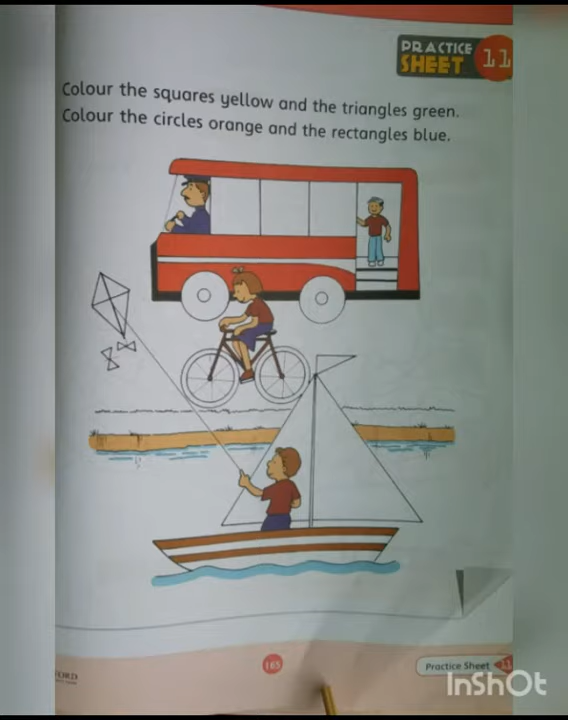 PRACTICE
SHEET 11
Colour the squares yellow and the triangles green.
Colour the circles orange and the rectangles blue.
165
Practice Sheet 11
InShOt